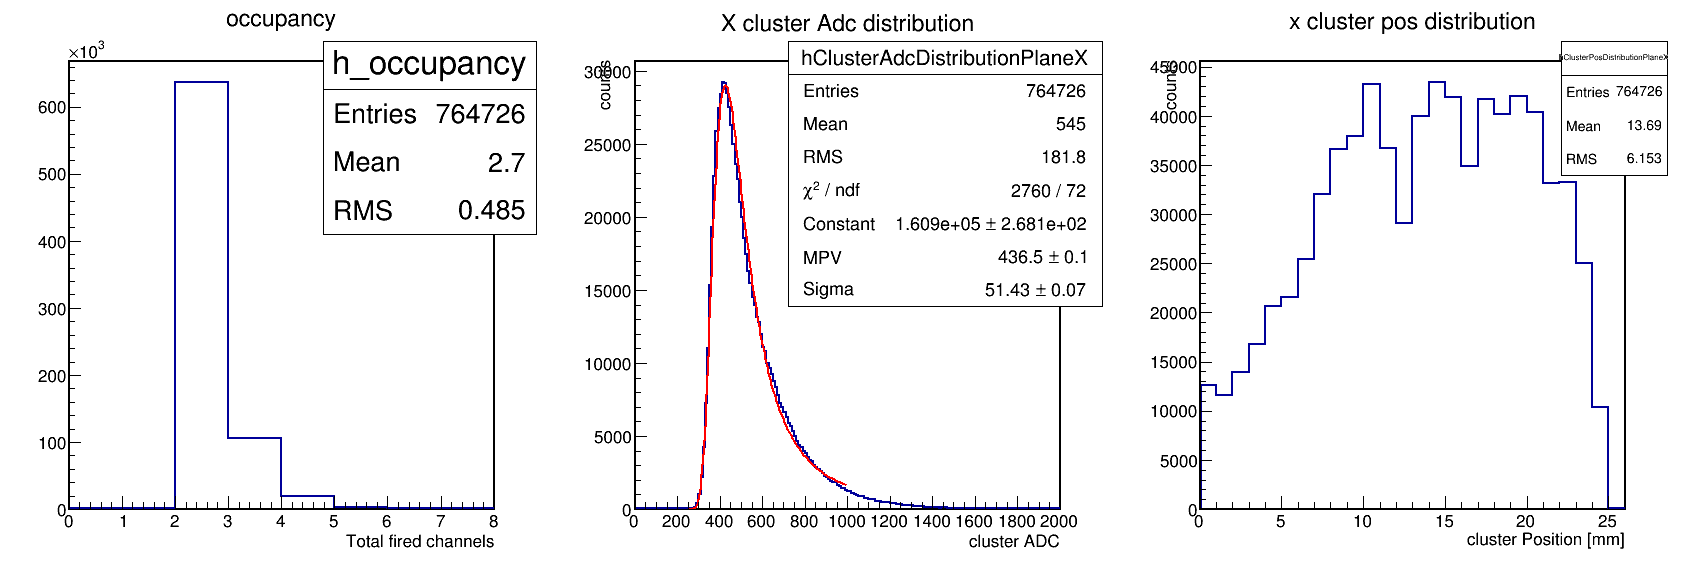 occupancy
×10³
h_occupancy
Entries 764726
Mean 2.7
RMS 0.485
600
500
400
300
200
100
0
0 1 2 3 4 5 6 7 8
Total fired channels
X cluster Adc distribution
counts
hClusterAdcDistributionPlaneX
Entries 764726
Mean 545
RMS 181.8
χ² / ndf 2760 / 72
Constant 1.609e+05 ± 2.681e+02
MPV 436.5 ± 0.1
Sigma 51.43 ± 0.07
30000
25000
20000
15000
10000
5000
0
0 200 400 600 800 1000 1200 1400 1600 1800 2000
cluster ADC
x cluster pos distribution
counts
hClusterPosDistributionPlaneX
Entries 764726
Mean 13.69
RMS 6.153
45000
40000
35000
30000
25000
20000
15000
10000
5000
0
0 5 10 15 20 25
cluster Position [mm]